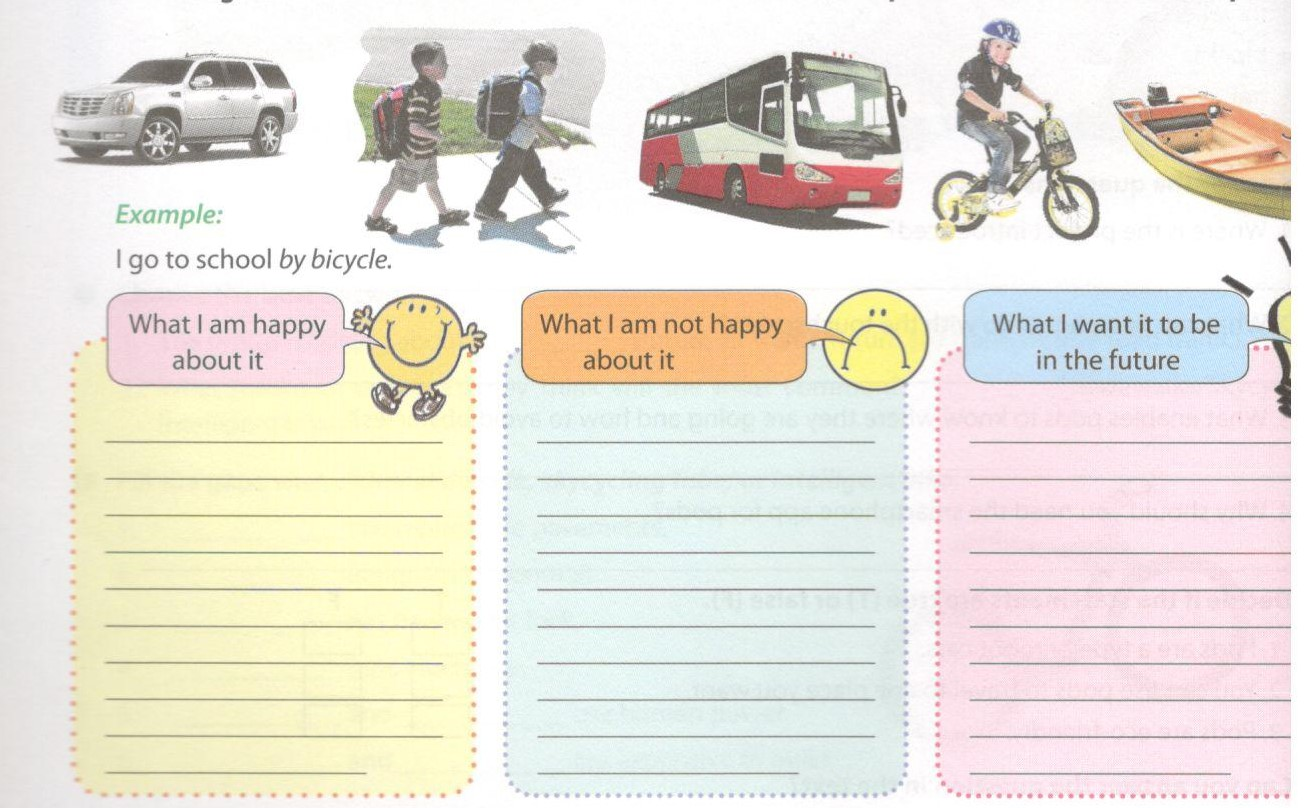 Example:
I go to school by bicycle.
What I am happy
about it
What I am not happy
about it
What I want it to be
in the future